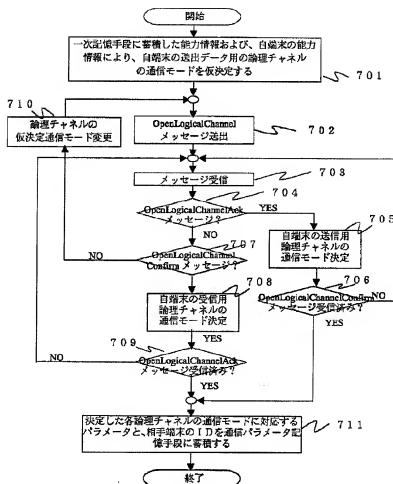 開始
一次記憶手段に蓄積した能力情報および、自端末の能力
情報により、自端末の送出データ用の論理チャネル
の通信モードを仮決定する
701
710
論理チャネルの
仮決定通信モード変更
OpenLogicalChannel
メッセージ送出
702
703
メッセージ受信
704
OpenLogicalChannelAck
メッセージ？
YES
705
NO
自端末の送信用
論理チャネルの
通信モード決定
707
NO
OpenLogicalChannel
Confirm メッセージ？
708
706
YES
自端末の受信用
論理チャネルの
通信モード決定
OpenLogicalChannelConfirm
メッセージ受信済み？
NO
709
YES
NO
OpenLogicalChannelAck
メッセージ受信済み？
YES
YES
決定した各論理チャネルの通信モードに対応する
パラメータと、相手端末のIDを通信パラメータ記
憶手段に蓄積する
711
終了